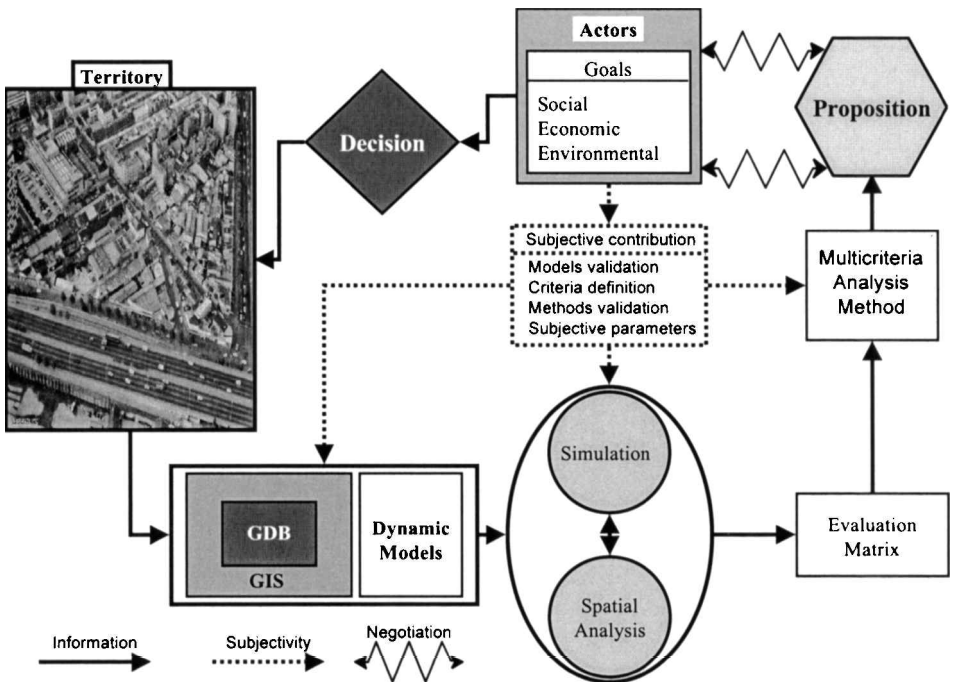 Actors
Goals
Social
Economic
Environmental
Territory
Decision
Proposition
Subjective contribution
Models validation
Criteria definition
Methods validation
Subjective parameters
Multicriteria
Analysis
Method
Simulation
GDB
GIS
Dynamic
Models
Spatial
Analysis
Evaluation
Matrix
Information
Subjectivity
Negotiation